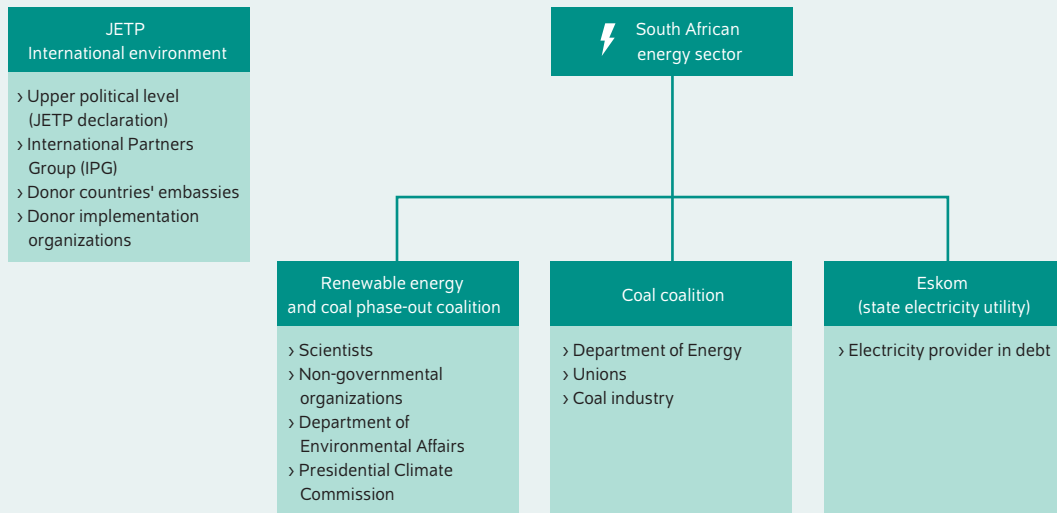 JETP
International environment
› Upper political level
(JETP declaration)
› International Partners
Group (IPG)
› Donor countries' embassies
› Donor implementation
organizations
South African
energy sector
Renewable energy
and coal phase-out coalition
› Scientists
› Non-governmental
organizations
› Department of
Environmental Affairs
› Presidential Climate
Commission
Coal coalition
› Department of Energy
› Unions
› Coal industry
Eskom
(state electricity utility)
› Electricity provider in debt